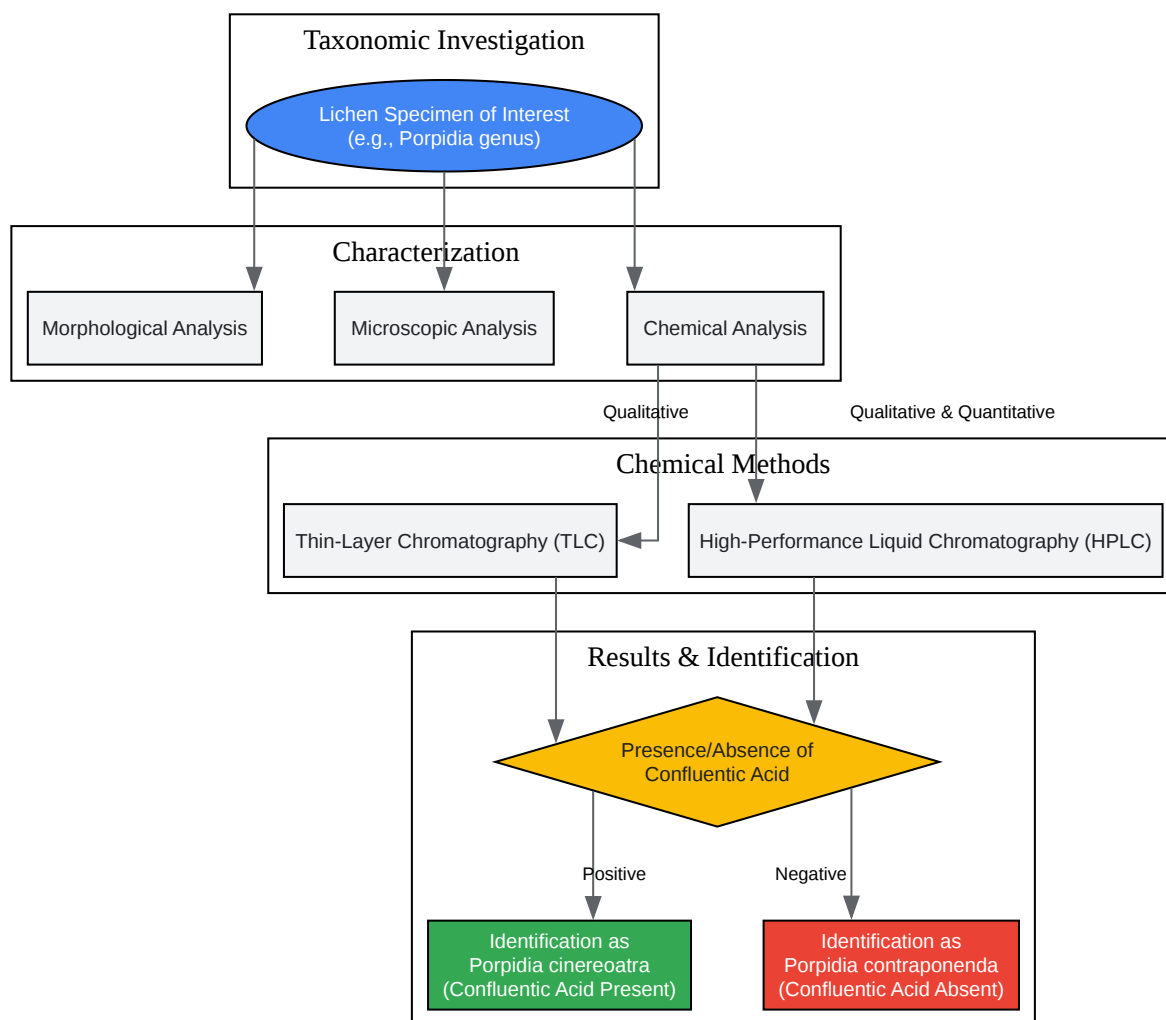 Taxonomic Investigation
Lichen Specimen of Interest
(e.g., Porpidia genus)
Characterization
Morphological Analysis
Microscopic Analysis
Chemical Analysis
Qualitative
Qualitative & Quantitative
Chemical Methods
Thin-Layer Chromatography (TLC)
High-Performance Liquid Chromatography (HPLC)
Results & Identification
Presence/Absence of
Confluentic Acid
Positive
Negative
Identification as
Porpidia cinereoatra
(Confluentic Acid Present)
Identification as
Porpidia contraponenda
(Confluentic Acid Absent)